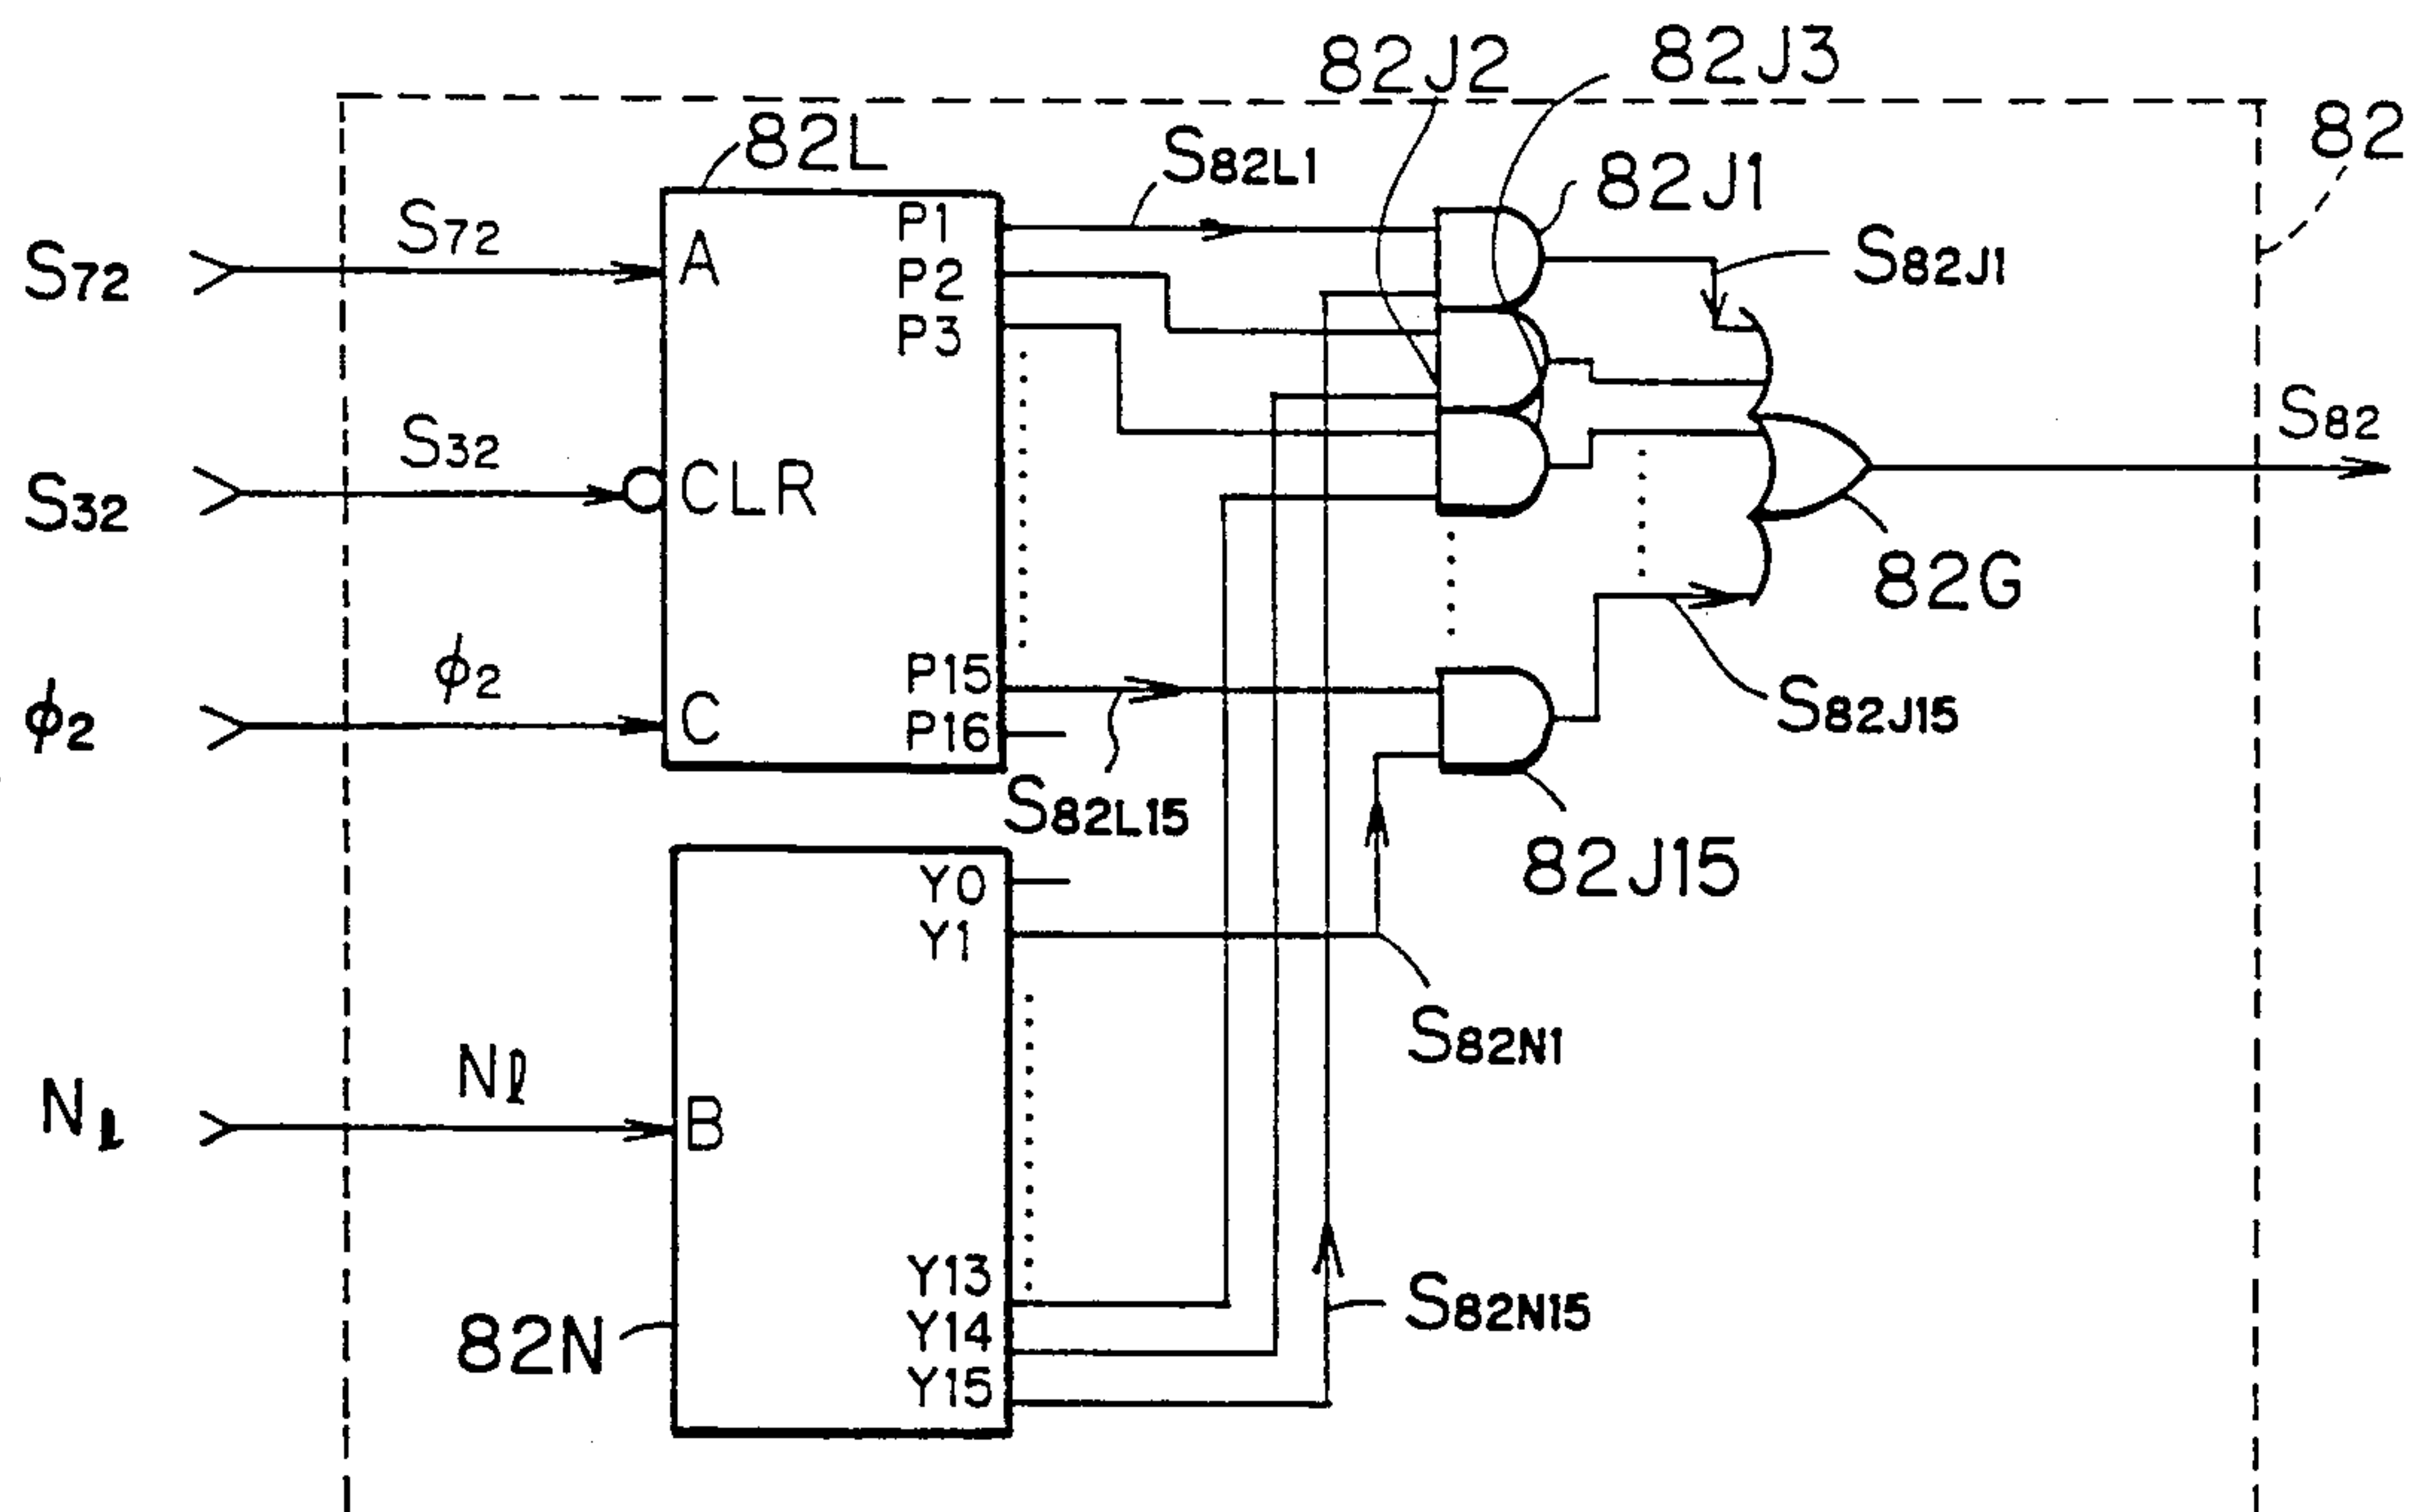 82J2
82J3
82
82L
S82L1
82J1
S72
S72
A
P1
P2
P3
S82J1
S32
S32
CLR
S82
82G
ϕ2
ϕ2
C
P15
P16
S82L15
S82J15
82J15
Y0
Y1
S82N1
Nℓ
Nℓ
B
Y13
Y14
Y15
82N
S82N15